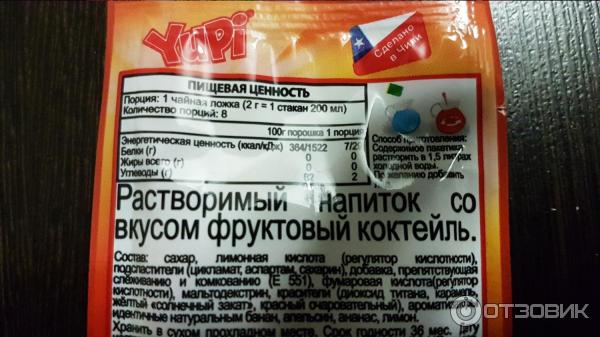 YuPi
Сделано
в Чили
ПИЩЕВАЯ ЦЕННОСТЬ
Порция: 1 чайная ложка (2 г = 1 стакан 200 мл)
Количество порций: 8
100г порошка 1 порция
Энергетическая ценность (ккал/кДж) 364/1522 7/29
Белки (г) 0 0
Жиры всего (г) 0 0
Углеводы (г) 82 2
Способ приготовления:
Содержимое пакетика
растворить в 1,5 литрах
холодной воды.
По желанию добавить
Растворимый напиток со
вкусом фруктовый коктейль.
Состав: сахар, лимонная кислота (регулятор кислотности),
подсластители (цикламат, аспартам, сахарин), добавка, препятствующая
слёживанию и комкованию (Е 551), фумаровая кислота(регулятор
кислотности), мальтодекстрин, красители (диоксид титана, карамель,
жёлтый «солнечный закат», красный очаровательный),
идентичные натуральным банан, апельсин, ананас, лимон.
Хранить в сухом прохладном месте. Срок годности 36 мес.
ОТЗОВИК